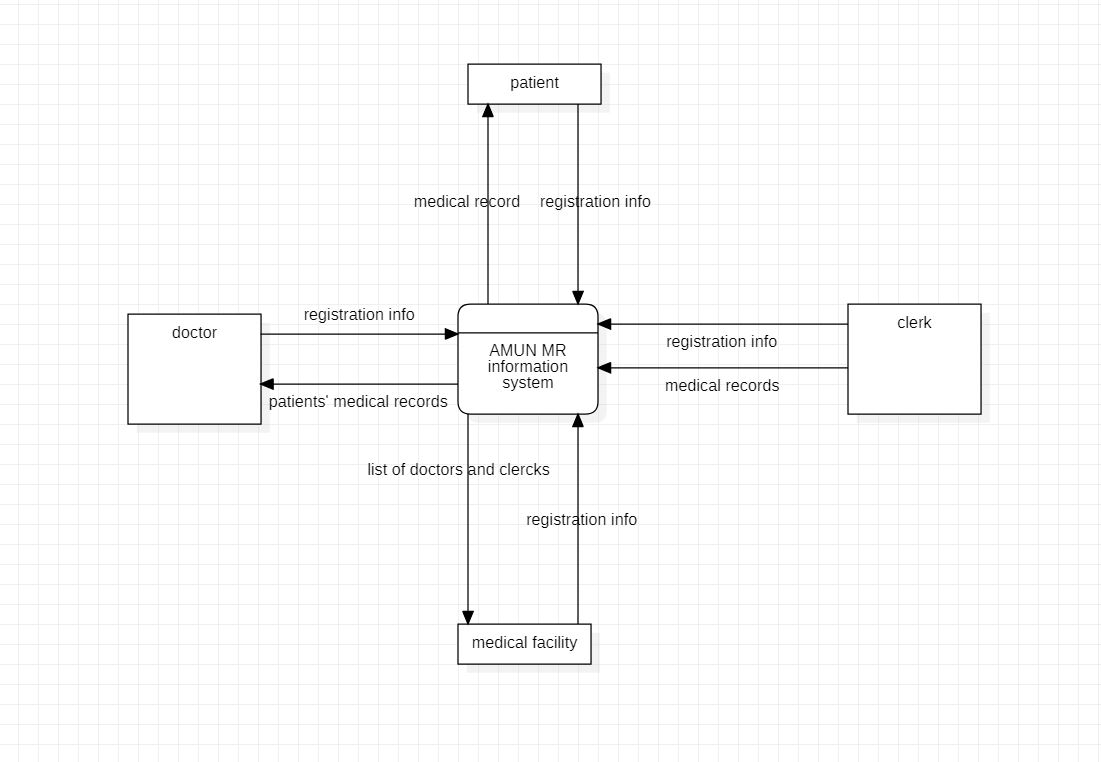 patient
medical record
registration info
registration info
doctor
patients' medical records
AMUN MR
information
system
clerk
registration info
medical records
list of doctors and clercks
registration info
medical facility